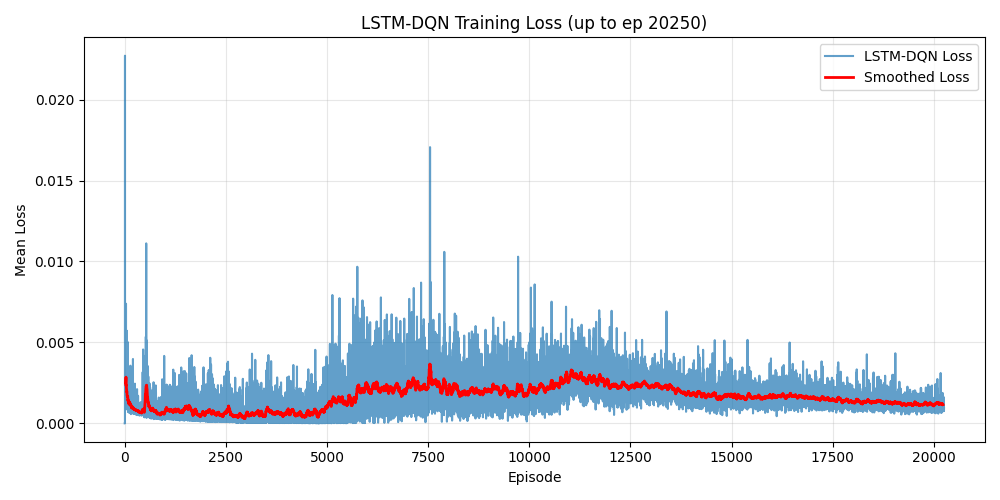 LSTM-DQN Training Loss (up to ep 20250)
LSTM-DQN Loss
Smoothed Loss
Mean Loss
0.020
0.015
0.010
0.005
0.000
0 2500 5000 7500 10000 12500 15000 17500 20000
Episode